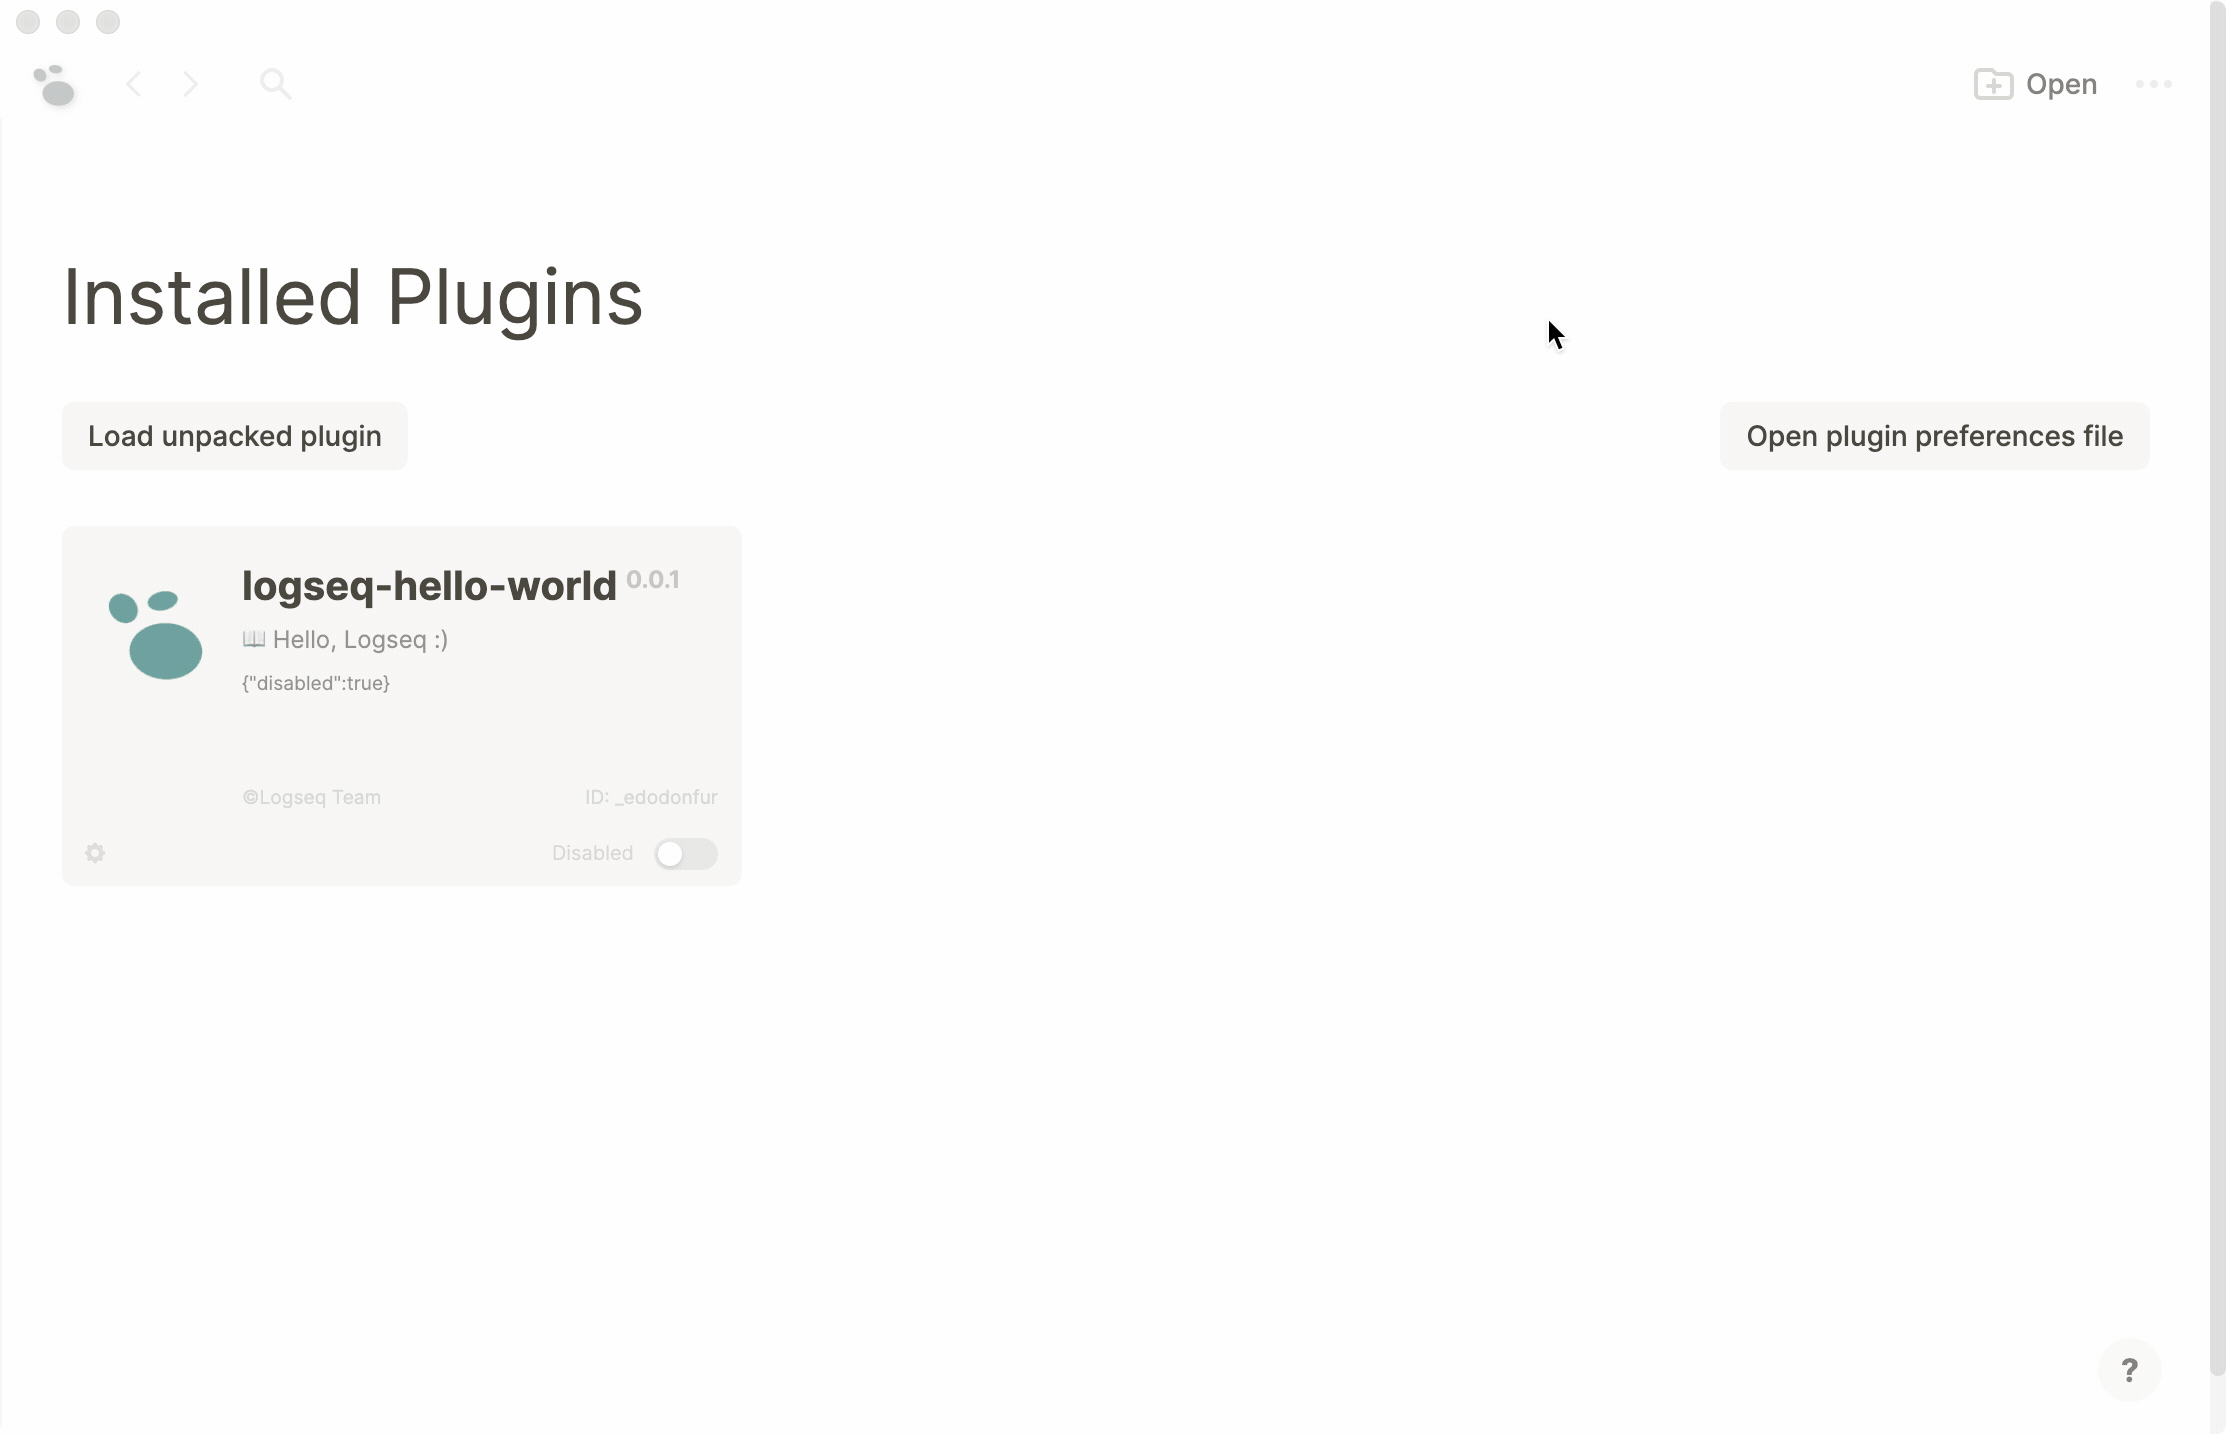 Open
Installed Plugins
Load unpacked plugin
Open plugin preferences file
logseq-hello-world 0.0.1
📖 Hello, Logseq :)
{"disabled":true}
©Logseq Team
ID: _edodonfur
Disabled
?